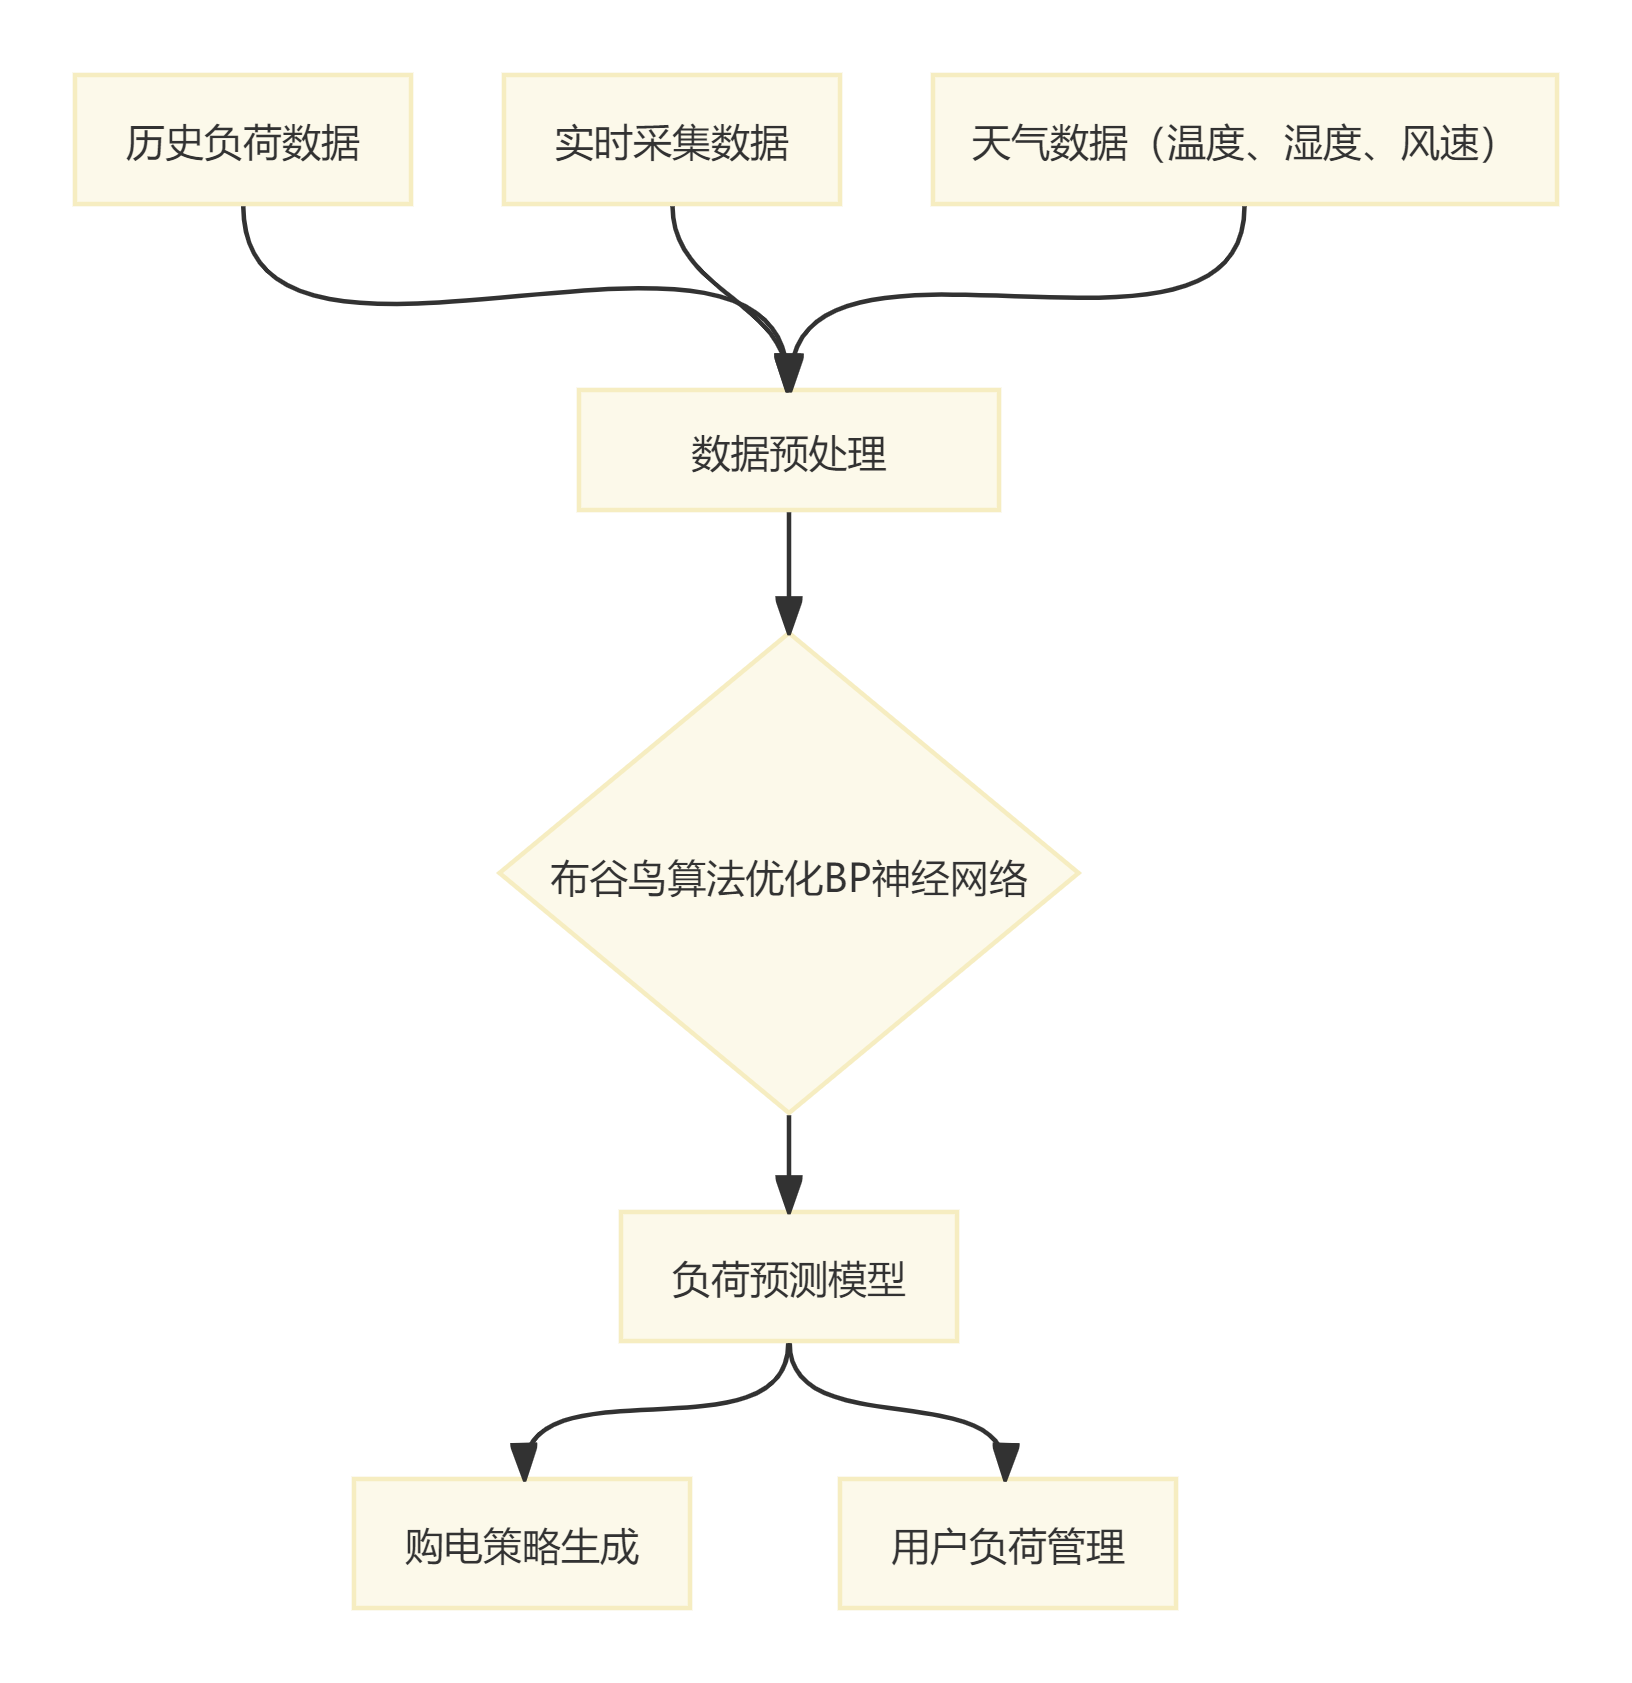 历史负荷数据
实时采集数据
天气数据（温度、湿度、风速）
数据预处理
布谷鸟算法优化BP神经网络
负荷预测模型
购电策略生成
用户负荷管理